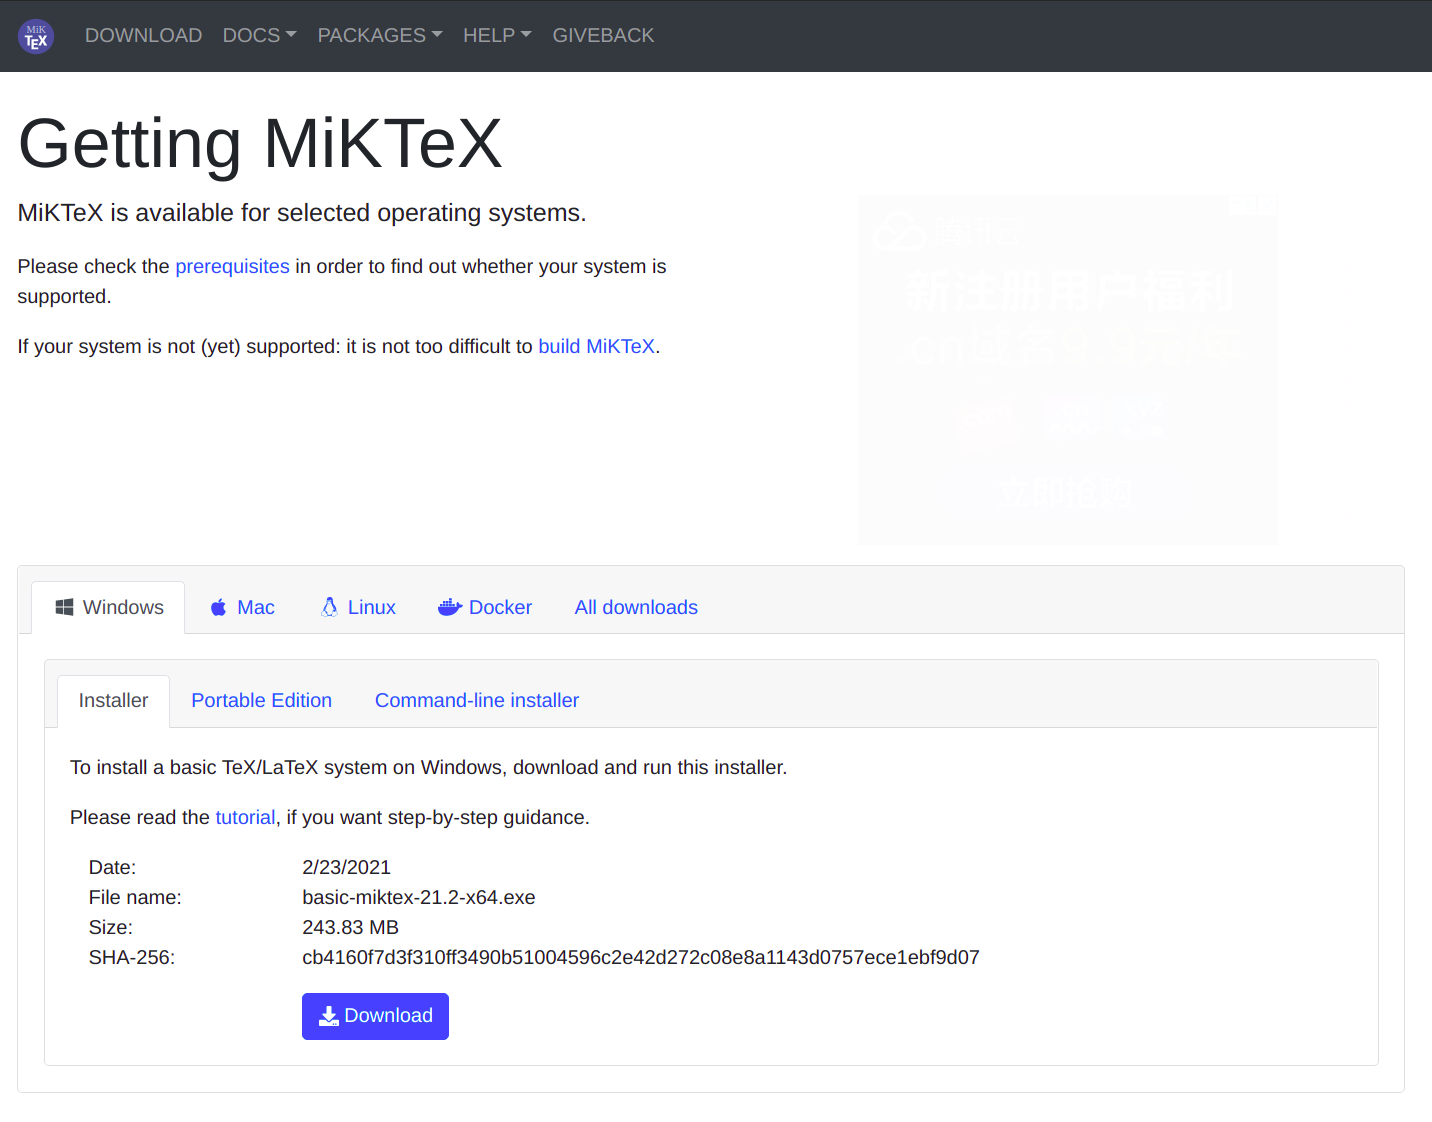 MiK
TEX
DOWNLOAD DOCS PACKAGES HELP GIVEBACK
Getting MiKTeX
MiKTeX is available for selected operating systems.
Please check the prerequisites in order to find out whether your system is
supported.
If your system is not (yet) supported: it is not too difficult to build MiKTeX.
腾讯云
新注册用户福利
.cn域名9.9元/年
立即抢购
Windows Mac Linux Docker All downloads
Installer Portable Edition Command-line installer
To install a basic TeX/LaTeX system on Windows, download and run this installer.
Please read the tutorial, if you want step-by-step guidance.
Date: 2/23/2021
File name: basic-miktex-21.2-x64.exe
Size: 243.83 MB
SHA-256: cb4160f7d3f310ff3490b51004596c2e42d272c08e8a1143d0757ece1ebf9d07
Download